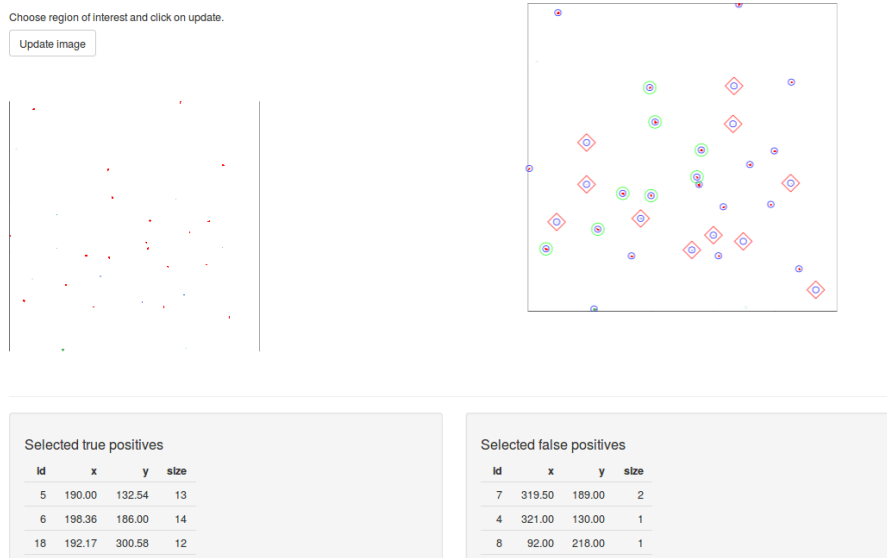 Choose region of interest and click on update.
Update image
Selected true positives
Id x y size
5 190.00 132.54 13
6 198.36 186.00 14
18 192.17 300.58 12
Selected false positives
Id x y size
7 319.50 189.00 2
4 321.00 130.00 1
8 92.00 218.00 1